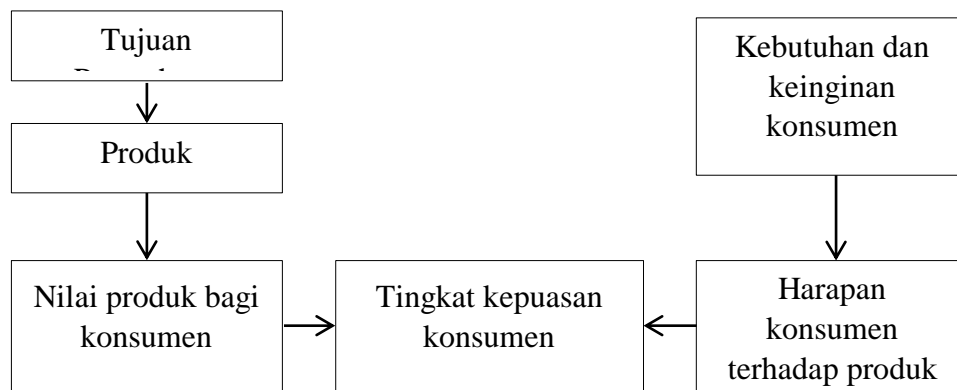 Tujuan
Produk
Nilai produk bagi
konsumen
Tingkat kepuasan
konsumen
Kebutuhan dan
keinginan
konsumen
Harapan
konsumen
terhadap produk